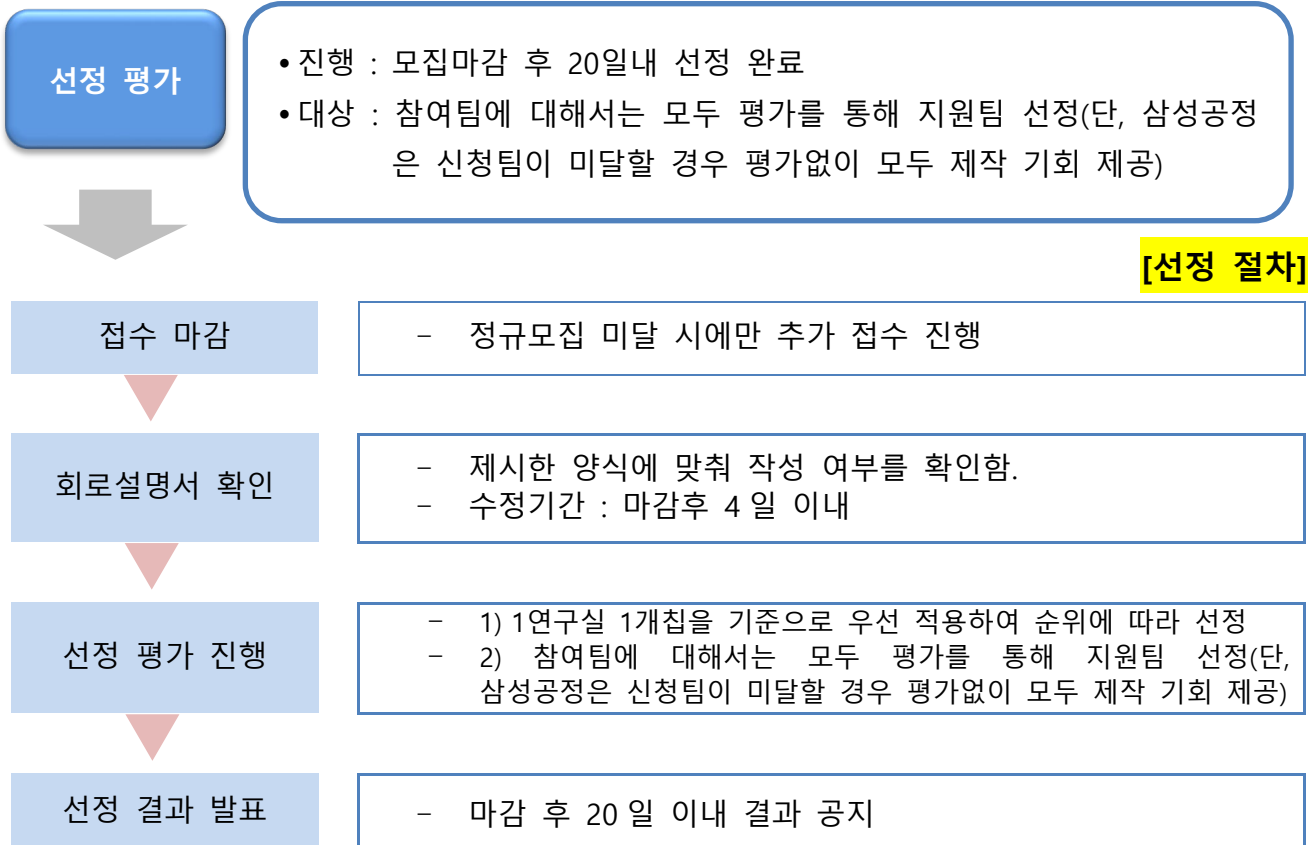 선정 평가
• 진행 : 모집마감 후 20일내 선정 완료
• 대상 : 참여팀에 대해서는 모두 평가를 통해 지원팀 선정(단, 삼성공정
은 신청팀이 미달할 경우 평가없이 모두 제작 기회 제공)
[선정 절차]
접수 마감
− 정규모집 미달 시에만 추가 접수 진행
회로설명서 확인
− 제시한 양식에 맞춰 작성 여부를 확인함.
− 수정기간 : 마감후 4일 이내
선정 평가 진행
− 1) 1연구실 1개칩을 기준으로 우선 적용하여 순위에 따라 선정
− 2) 참여팀에 대해서는 모두 평가를 통해 지원팀 선정(단,
삼성공정은 신청팀이 미달할 경우 평가없이 모두 제작 기회 제공)
선정 결과 발표
− 마감 후 20일 이내 결과 공지